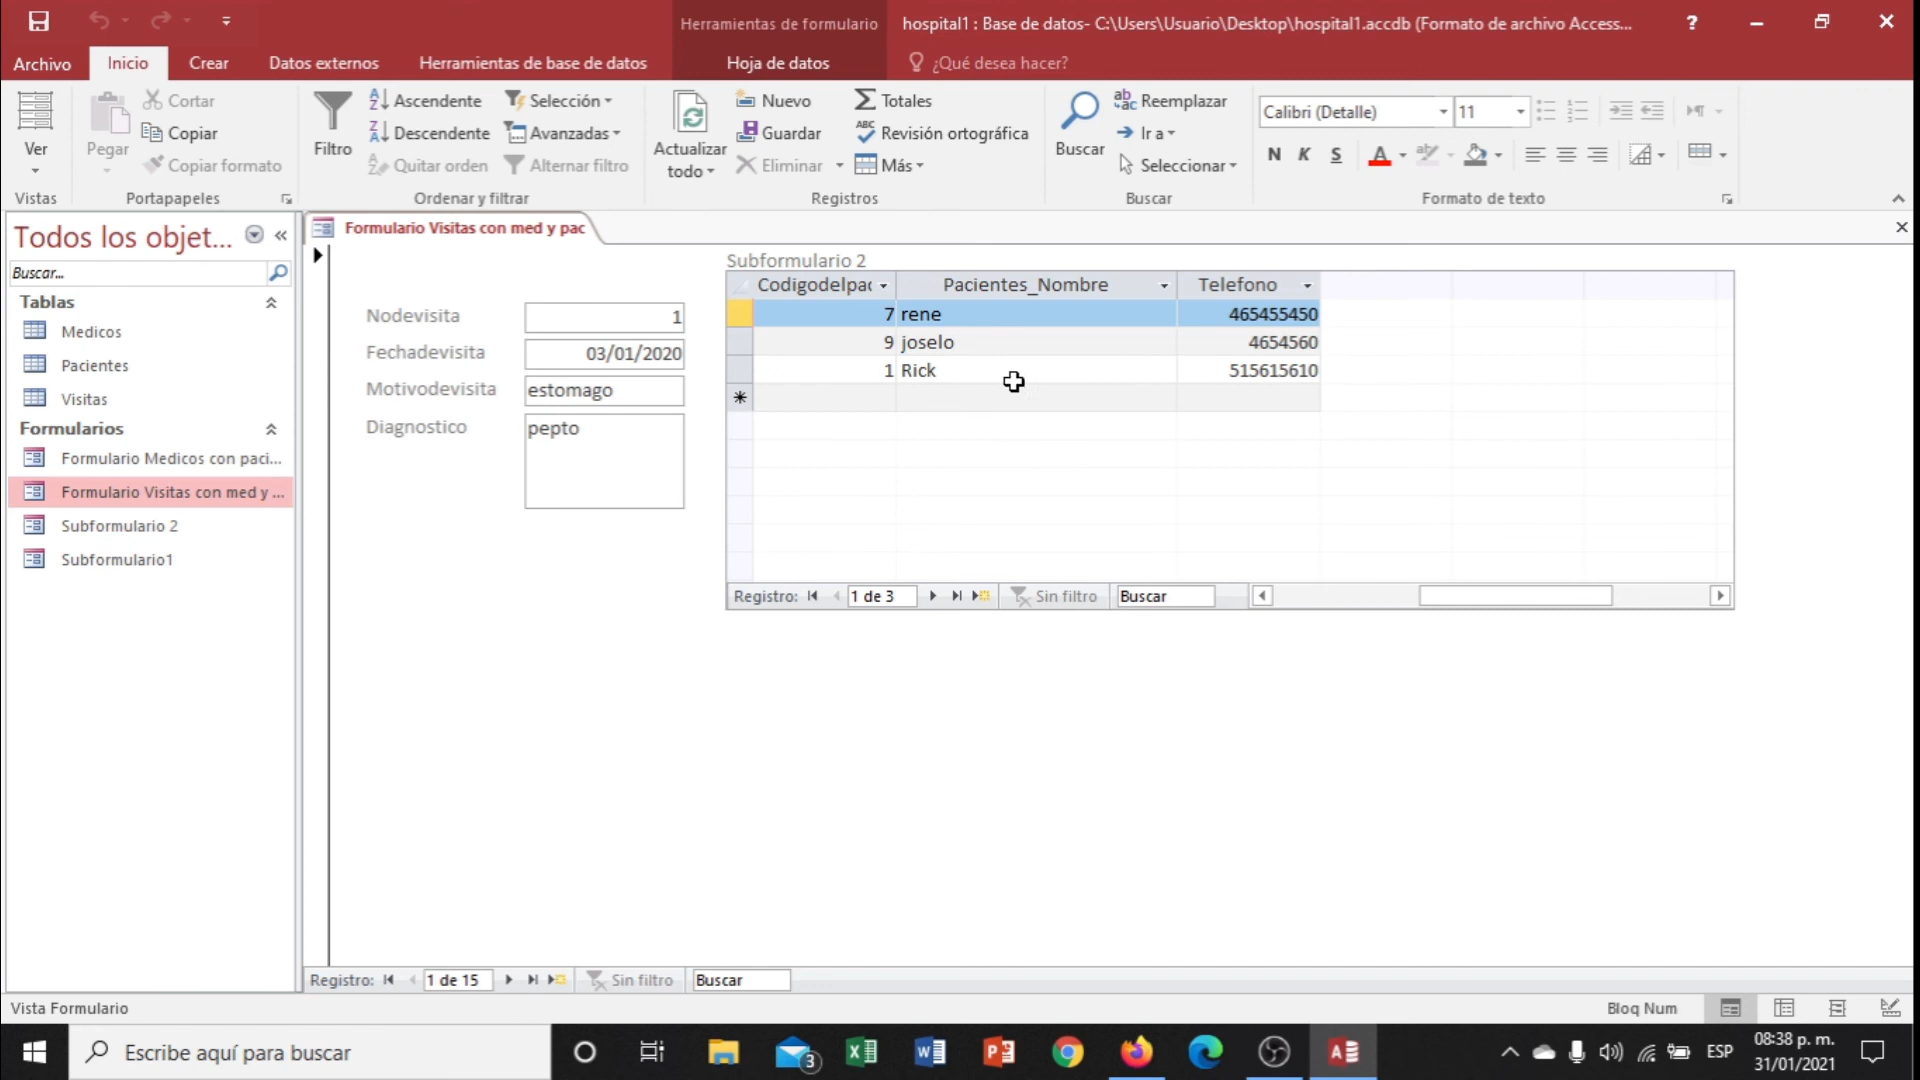 Herramientas de formulario
hospital1 : Base de datos- C:\Users\Usuario\Desktop\hospital1.accdb (Formato de archivo Access...
?
Archivo Inicio Crear Datos externos Herramientas de base de datos Hoja de datos ¿Qué desea hacer?
Ver
Vistas
Pegar
Cortar
Copiar
Copiar formato
Portapapeles
Filtro
Ascendente
Descendente
Quitar orden
Selección
Avanzadas
Alternar filtro
Ordenar y filtrar
Actualizar
todo
Nuevo
Guardar
Eliminar
Totales
Revisión ortográfica
Más
Registros
Buscar
Reemplazar
Ir a
Seleccionar
Buscar
Calibri (Detalle) 11
N K S A
Formato de texto
Todos los objet... «
Buscar...
Tablas
Medicos
Pacientes
Visitas
Formularios
Formulario Medicos con paci...
Formulario Visitas con med y ...
Subformulario 2
Subformulario1
Formulario Visitas con med y pac
Nodevisita 1
Fechadevisita 03/01/2020
Motivodevisita estomago
Diagnostico pepto
Subformulario 2
Codigodelpac Pacientes_Nombre Telefono
7 rene 465455450
9 joselo 4654560
1 Rick 515615610
Registro: 1 de 3 Sin filtro Buscar
Registro: 1 de 15 Sin filtro Buscar
Vista Formulario
Bloq Num
Escribe aquí para buscar
3
ESP
08:38 p. m.
31/01/2021